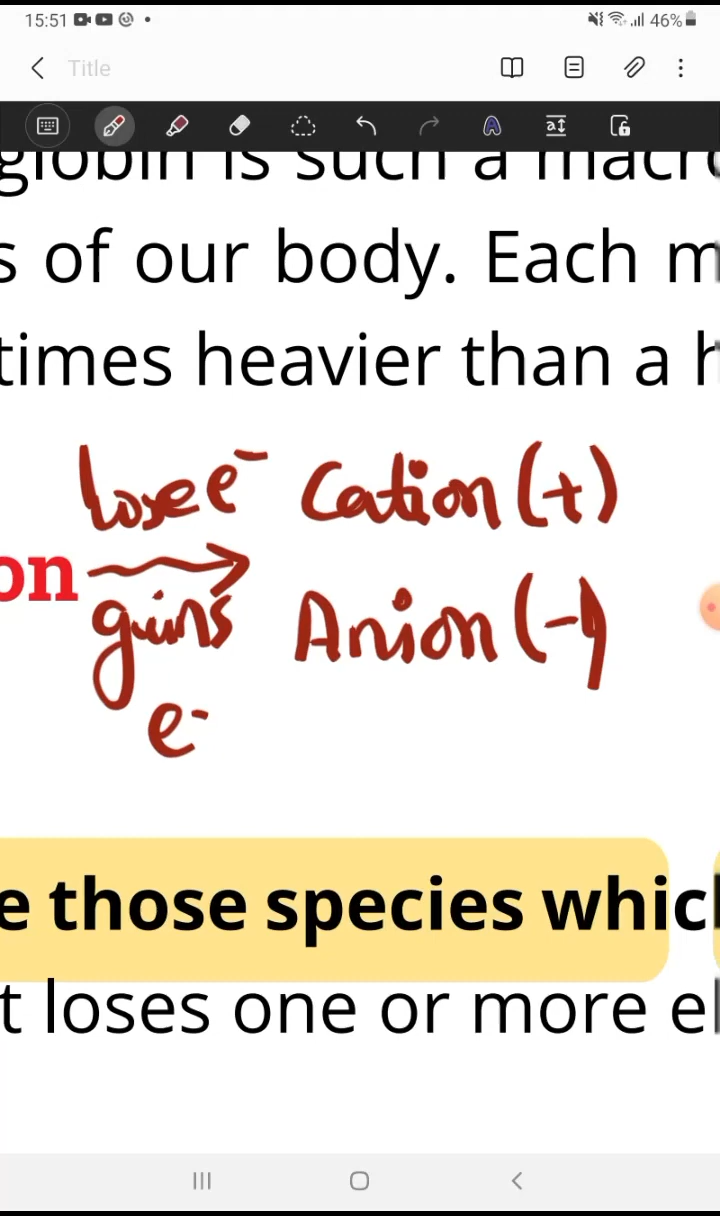 15:51 46%
Title
globin is such a macro
s of our body. Each m
times heavier than a h
lose e⁻ Cation (+)
on
gains Anion (-)
e⁻
e those species whic
t loses one or more el